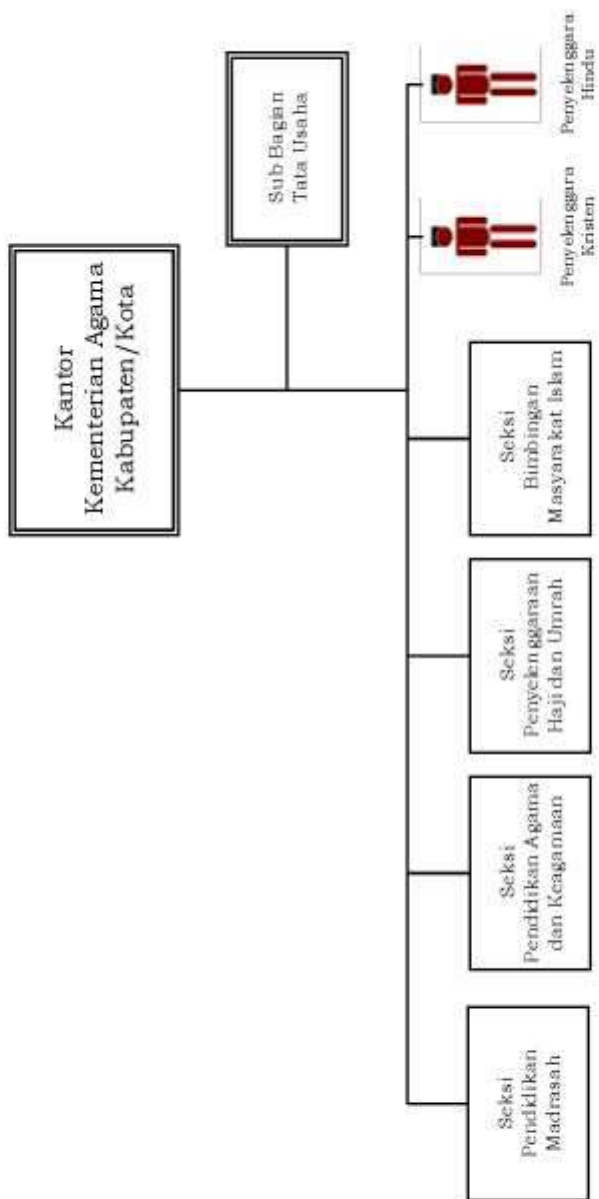 Kantor
Kementerian Agama
Kabupaten/Kota
Sub Bagian
Tata Usaha
Seksi
Pendidikan
Madrasah
Seksi
Pendidikan Agama
dan Keagamaan
Seksi
Penyelenggaraan
Haji dan Umrah
Seksi
Bimbingan
Masyarakat Islam
Penyelenggara
Kristen
Penyelenggara
Hindu